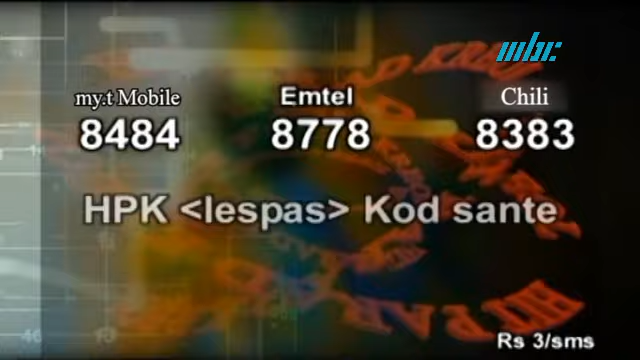 mbc
my.t Mobile Emtel Chili
8484 8778 8383
HPK <lespas> Kod sante
Rs 3/sms